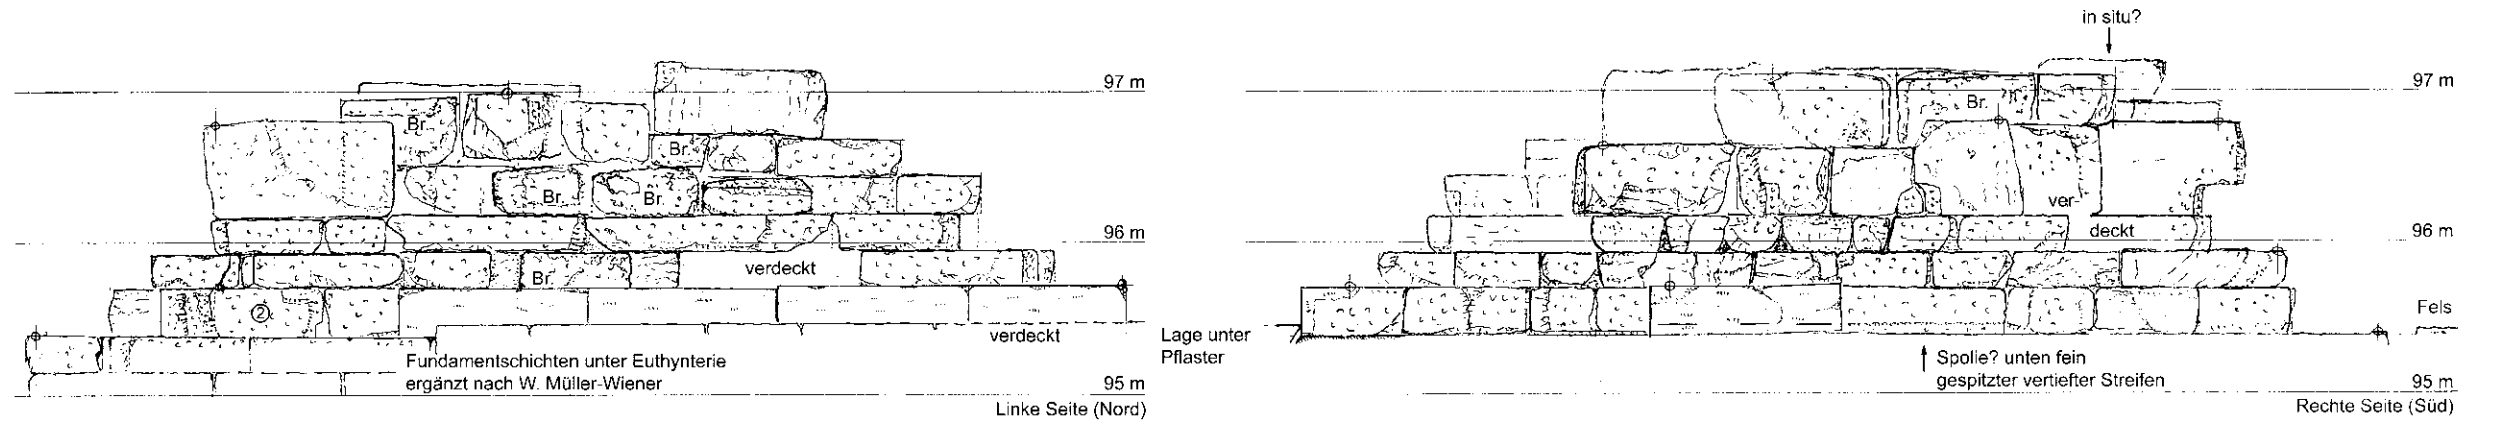 97 m
Br.
Br.
Br.
Br.
96 m
verdeckt
Br.
②
verdeckt
Fundamentschichten unter Euthynterie
ergänzt nach W. Müller-Wiener
95 m
Linke Seite (Nord)
in situ?
97 m
Br.
ver-
deckt
96 m
Fels
Lage unter
Pflaster
Spolie? unten fein
gespitzter vertiefter Streifen
95 m
Rechte Seite (Süd)